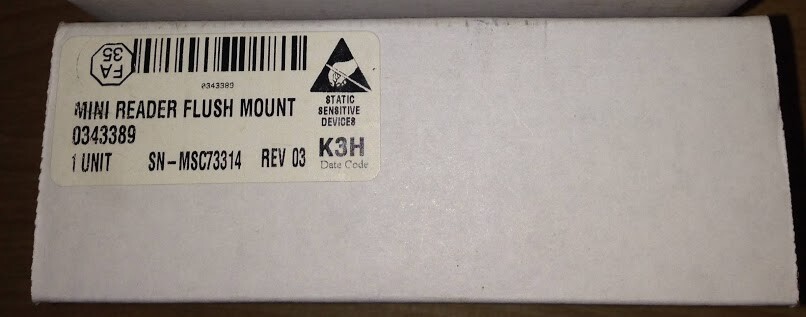 FA
35
0343389
STATIC
SENSITIVE
DEVICES
MINI READER FLUSH MOUNT
0343389
1 UNIT SN-MSC73314 REV 03
K3H
Date Code